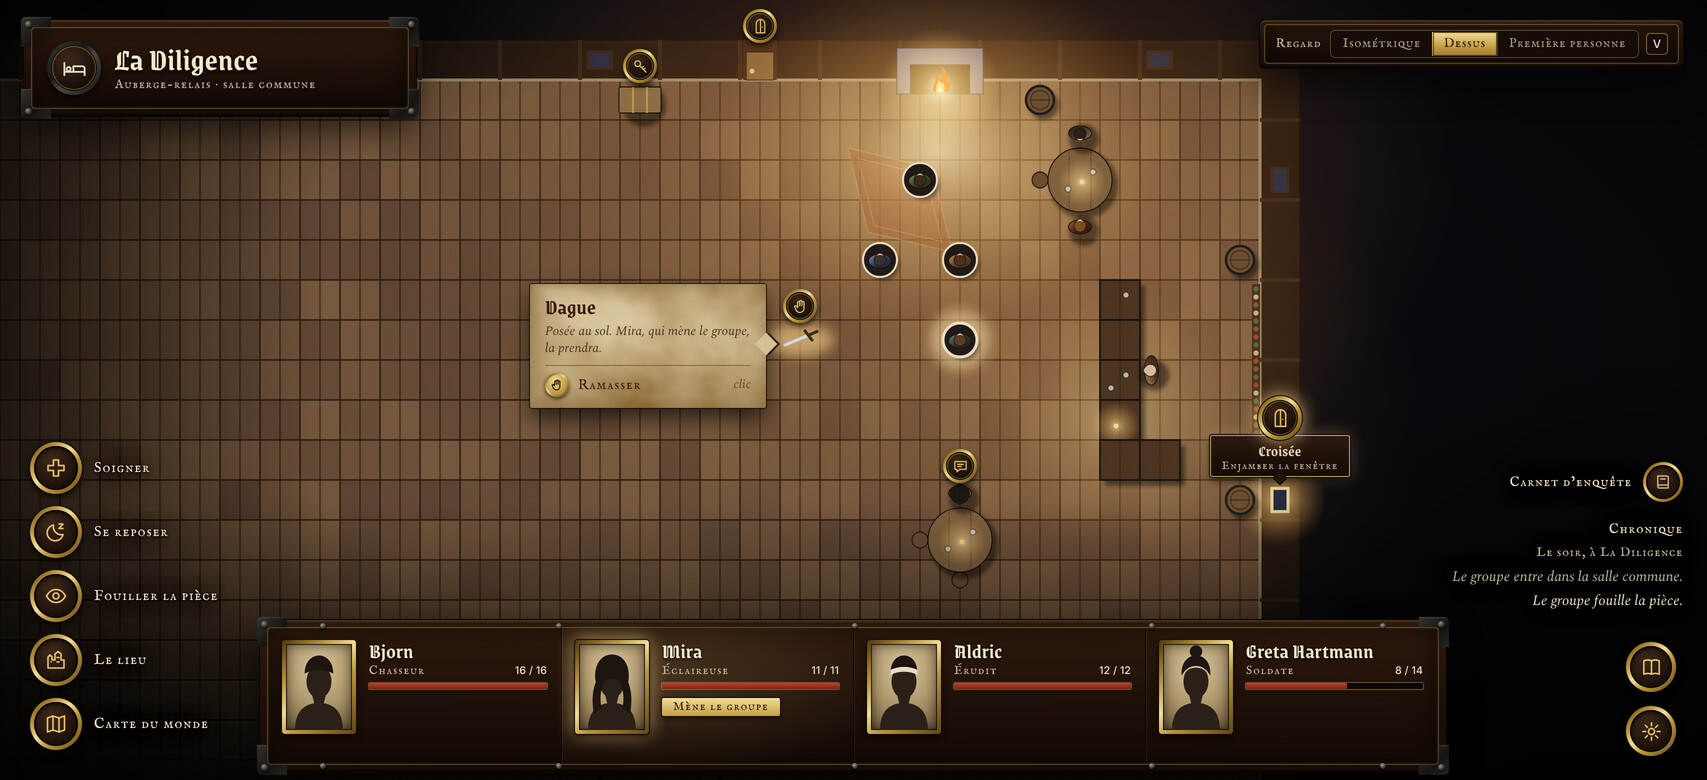 La Diligence
Auberge-relais · salle commune
Regard
Isométrique
Dessus
Première personne
V
Dague
Posée au sol. Mira, qui mène le groupe,
la prendra.
Ramasser
clic
Croisée
Enjamber la fenêtre
Soigner
Se reposer
Fouiller la pièce
Le lieu
Carte du monde
Carnet d'enquête
Chronique
Le soir, à La Diligence
Le groupe entre dans la salle commune.
Le groupe fouille la pièce.
Bjorn
Chasseur
16 / 16
Mira
Éclaireuse
11 / 11
Mène le groupe
Aldric
Érudit
12 / 12
Greta Hartmann
Soldate
8 / 14